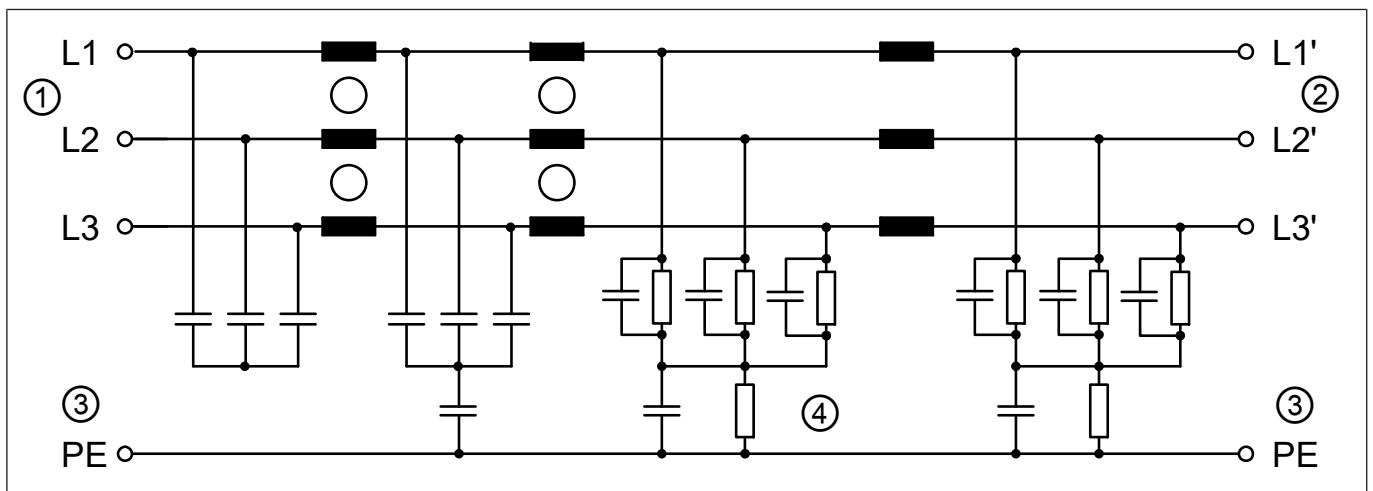 L1 L1'
① ②
L2 L2'
L3 L3'
③ ④ ③
PE PE